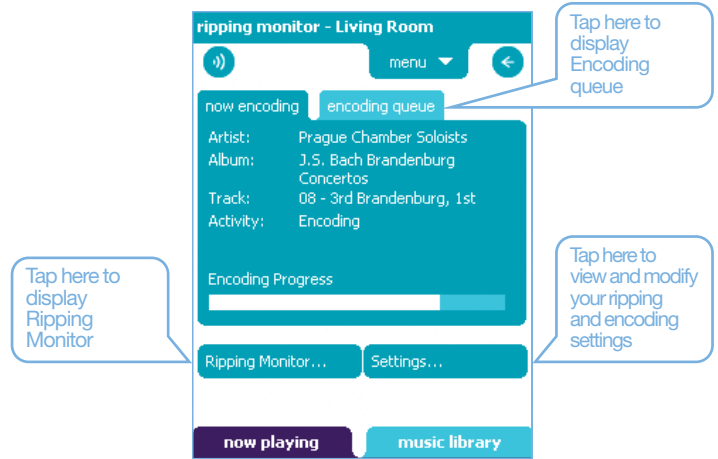 ripping monitor - Living Room
menu
Tap here to
display
Encoding
queue
now encoding
encoding queue
Artist: Prague Chamber Soloists
Album: J.S. Bach Brandenburg
Concertos
Track: 08 - 3rd Brandenburg, 1st
Activity: Encoding
Encoding Progress
Tap here to
display
Ripping
Monitor
Tap here to
view and modify
your ripping
and encoding
settings
Ripping Monitor...
Settings...
now playing
music library